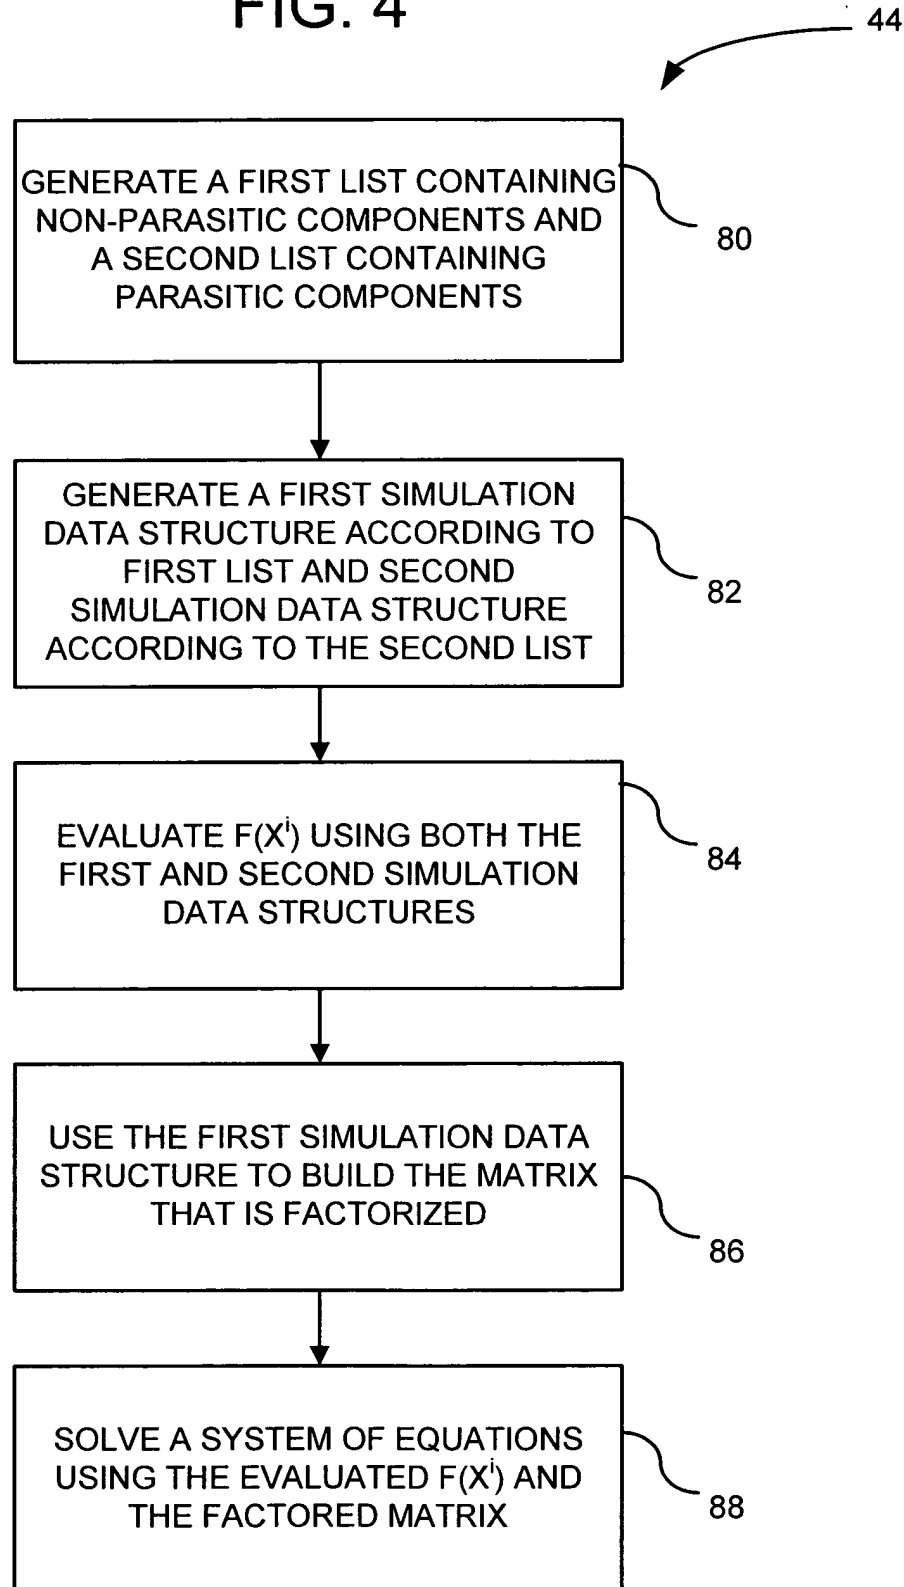 FIG. 4
44
GENERATE A FIRST LIST CONTAINING
NON-PARASITIC COMPONENTS AND
A SECOND LIST CONTAINING
PARASITIC COMPONENTS
80
GENERATE A FIRST SIMULATION
DATA STRUCTURE ACCORDING TO
FIRST LIST AND SECOND
SIMULATION DATA STRUCTURE
ACCORDING TO THE SECOND LIST
82
EVALUATE F(Xⁱ) USING BOTH THE
FIRST AND SECOND SIMULATION
DATA STRUCTURES
84
USE THE FIRST SIMULATION DATA
STRUCTURE TO BUILD THE MATRIX
THAT IS FACTORIZED
86
SOLVE A SYSTEM OF EQUATIONS
USING THE EVALUATED F(Xⁱ) AND
THE FACTORED MATRIX
88